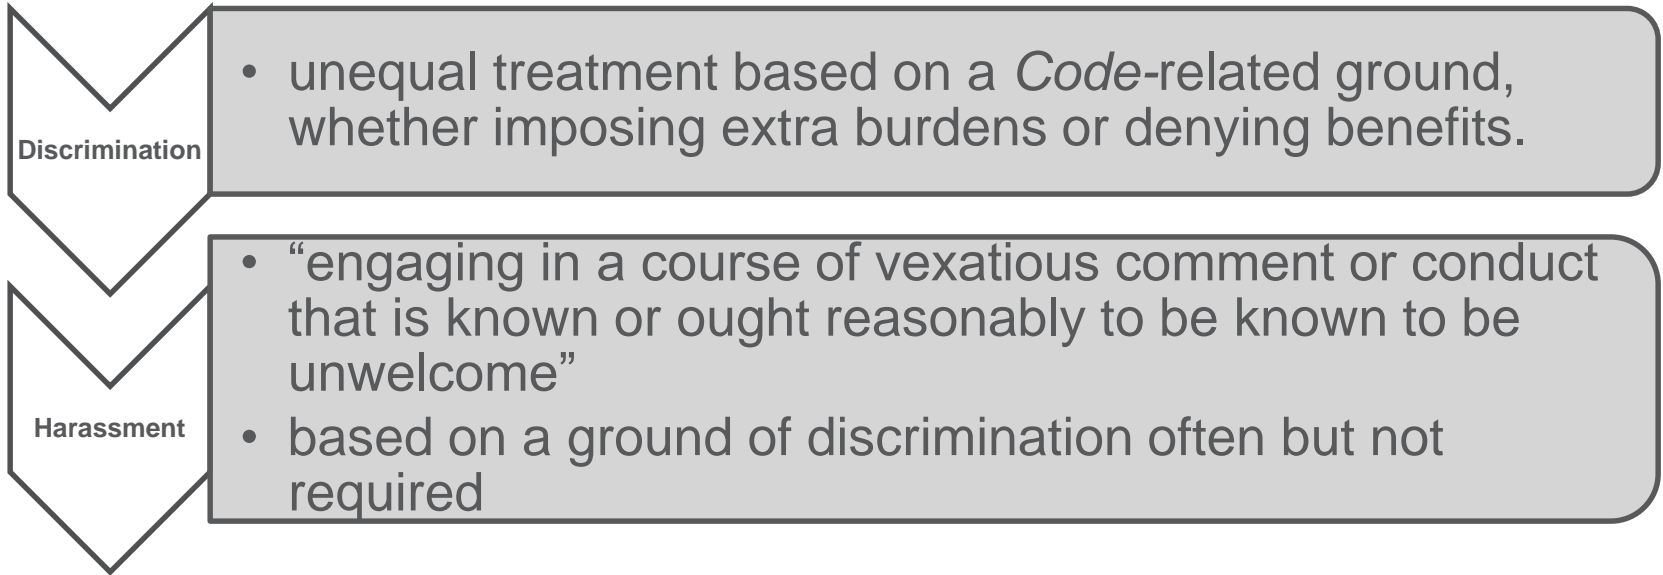 Discrimination
• unequal treatment based on a Code-related ground,
whether imposing extra burdens or denying benefits.
Harassment
• “engaging in a course of vexatious comment or conduct
that is known or ought reasonably to be known to be
unwelcome”
• based on a ground of discrimination often but not
required